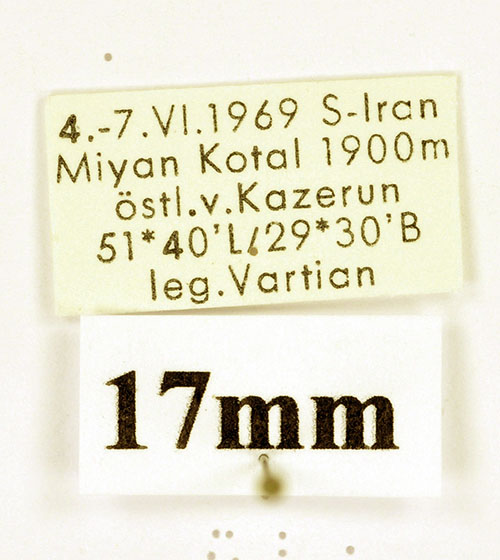 4.-7.VI.1969 S-Iran
Miyan Kotal 1900m
östl.v.Kazerun
51*40'L/29*30'B
leg.Vartian
17mm